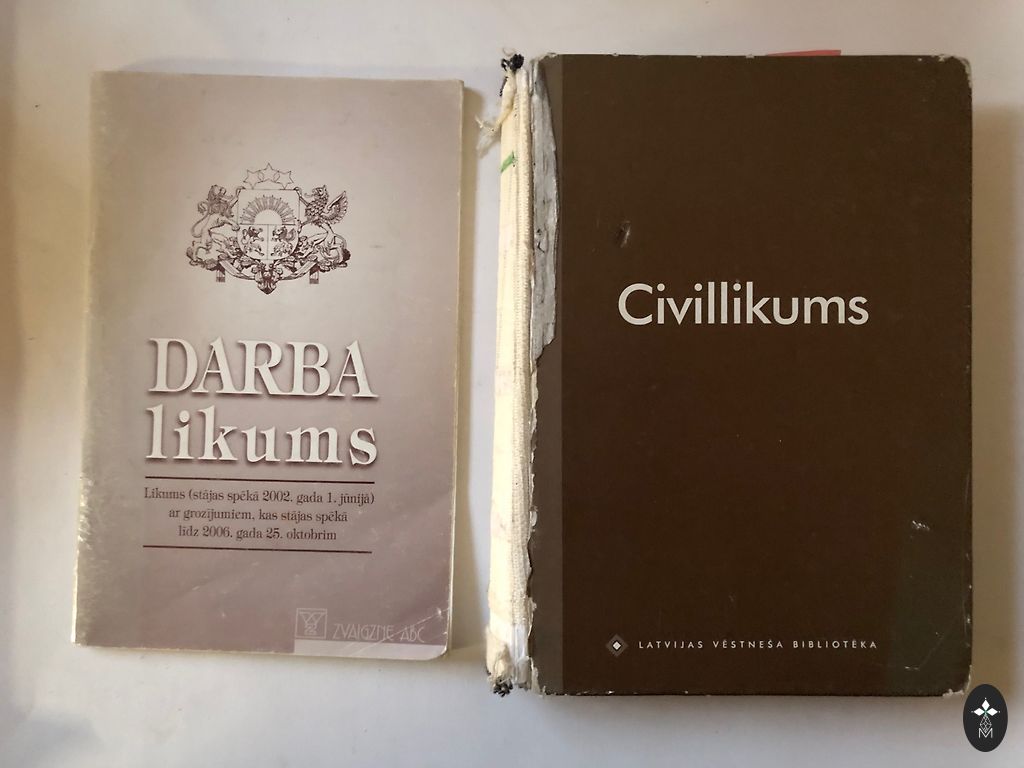 DARBA
likums
Likums (stājas spēkā 2002. gada 1. jūnijā)
ar grozījumiem, kas stājas spēkā
līdz 2006. gada 25. oktobrim
ZVAIGZNE ABC
Civillikums
LATVIJAS VĒSTNEŠA BIBLIOTĒKA